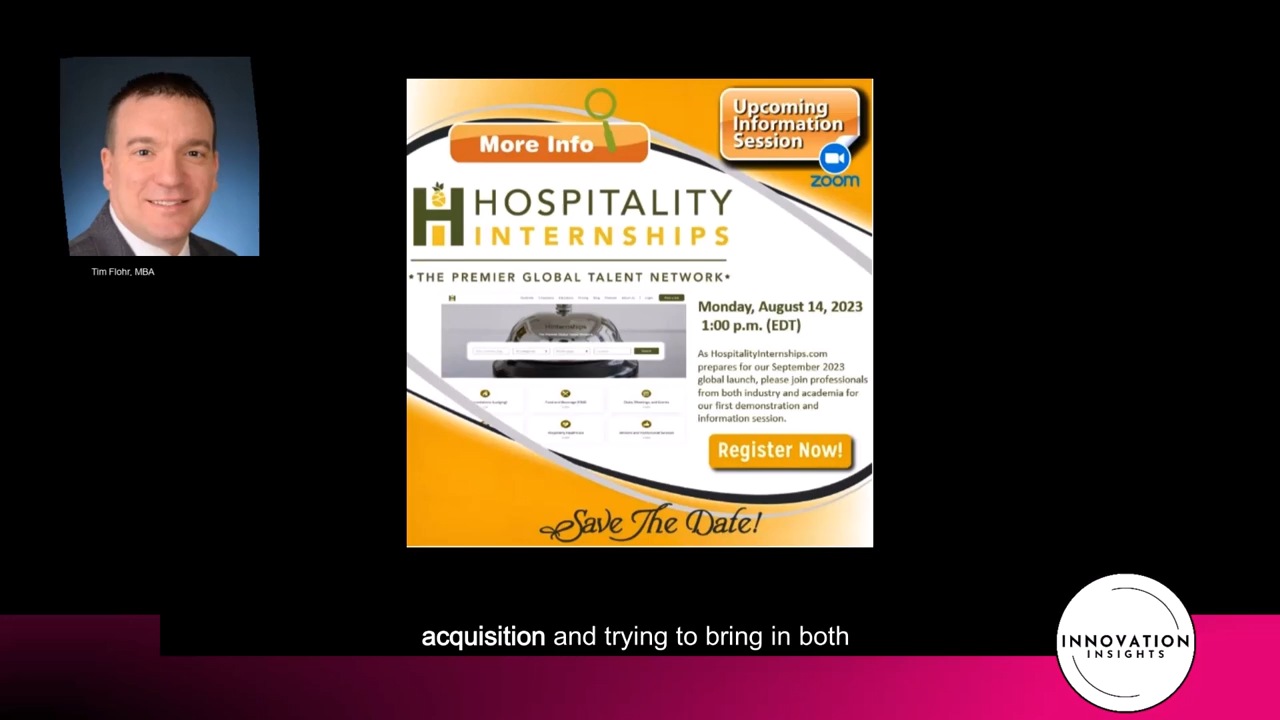 Tim Flohr, MBA
More Info
Upcoming
Information
Session
zoom
HOSPITALITY
INTERNSHIPS
*THE PREMIER GLOBAL TALENT NETWORK*
Monday, August 14, 2023
1:00 p.m. (EDT)
As HospitalityInternships.com
prepares for our September 2023
global launch, please join professionals
from both industry and academia for
our first demonstration and
information session.
Register Now!
Save The Date!
acquisition and trying to bring in both
INNOVATION
INSIGHTS